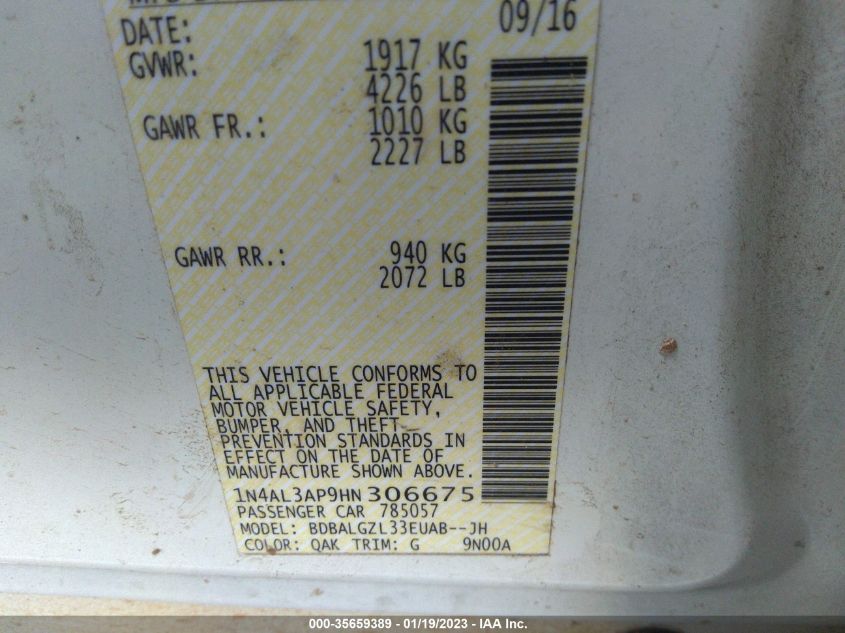 DATE: 09/16
GVWR: 1917 KG
4226 LB
GAWR FR.: 1010 KG
2227 LB
GAWR RR.: 940 KG
2072 LB
THIS VEHICLE CONFORMS TO
ALL APPLICABLE FEDERAL
MOTOR VEHICLE SAFETY,
BUMPER, AND THEFT
PREVENTION STANDARDS IN
EFFECT ON THE DATE OF
MANUFACTURE SHOWN ABOVE.
1N4AL3AP9HN306675
PASSENGER CAR 785057
MODEL: BDBALGZL33EUAB--JH
COLOR: QAK TRIM: G 9N00A
000-35659389 - 01/19/2023 - IAA Inc.